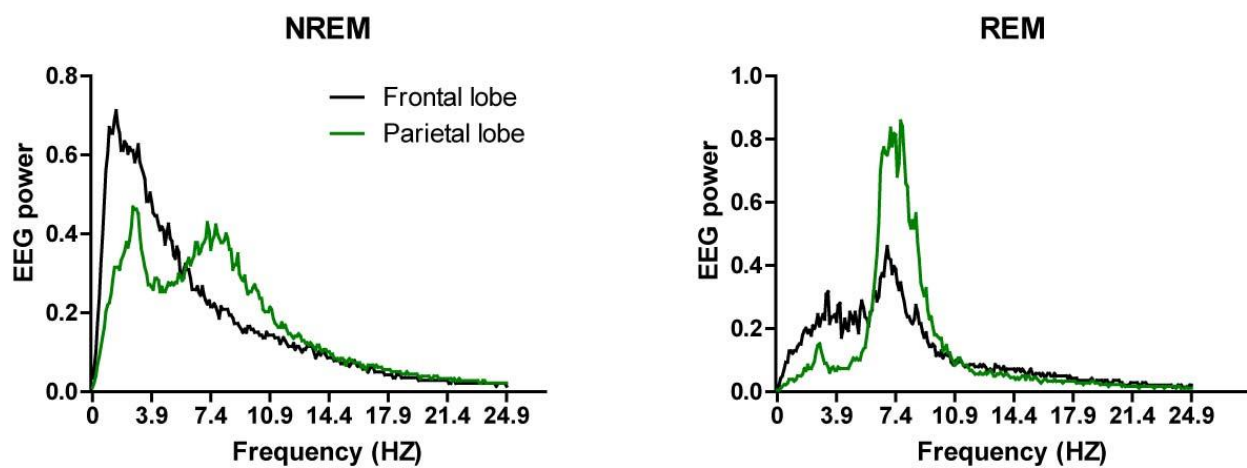 NREM
0.8
0.6
0.4
0.2
0.0
EEG power
Frontal lobe
Parietal lobe
0 3.9 7.4 10.9 14.4 17.9 21.4 24.9
Frequency (HZ)
REM
1.0
0.8
0.6
0.4
0.2
0.0
EEG power
0 3.9 7.4 10.9 14.4 17.9 21.4 24.9
Frequency (HZ)